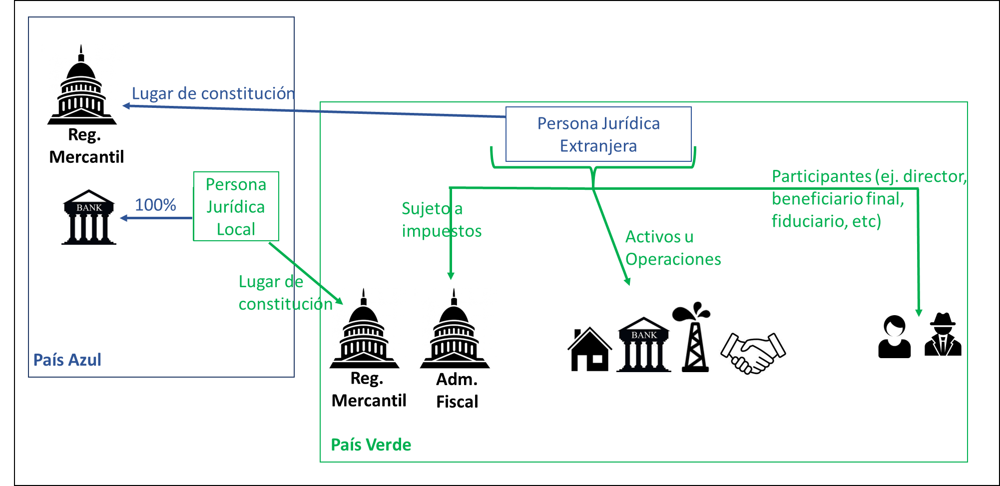 Lugar de constitución
Reg.
Mercantil
BANK
100%
Persona
Jurídica
Local
Lugar de
constitución
País Azul
Persona Jurídica
Extranjera
Sujeto a
impuestos
Activos u
Operaciones
Participantes (ej. director,
beneficiario final,
fiduciario, etc)
Reg.
Mercantil
Adm.
Fiscal
BANK
País Verde